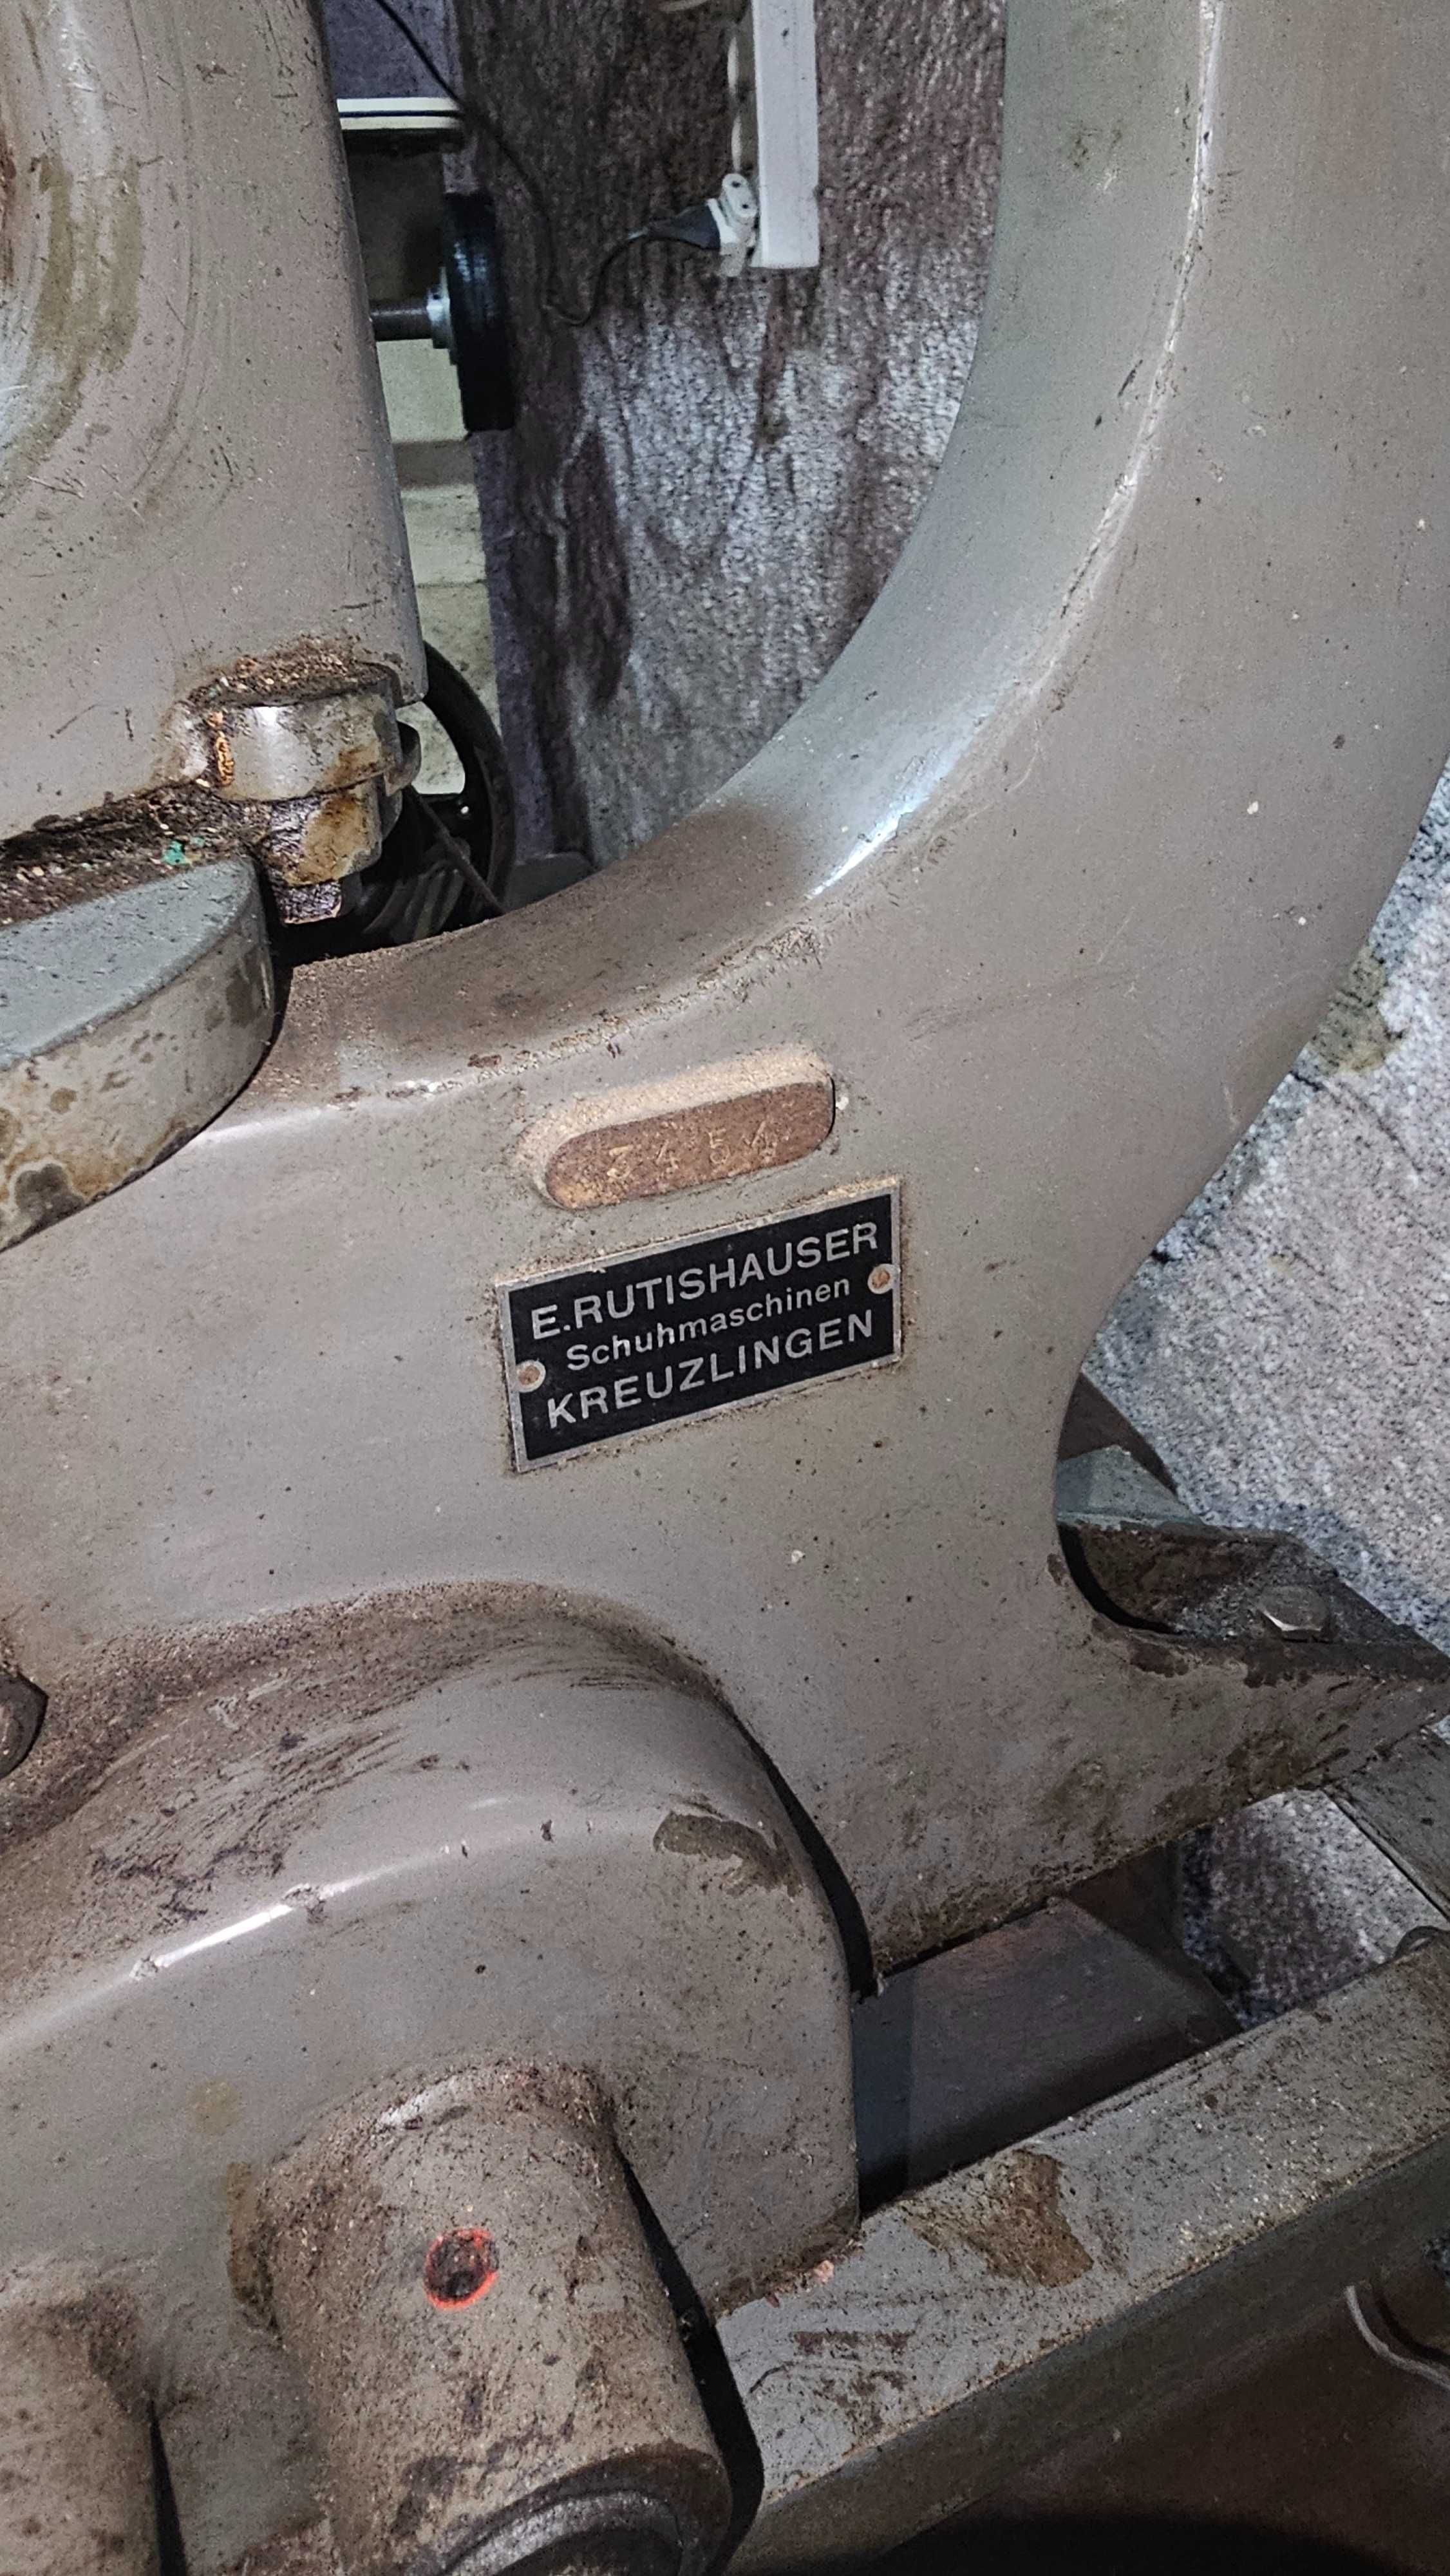 3454
E.RUTISHAUSER
Schuhmaschinen
KREUZLINGEN